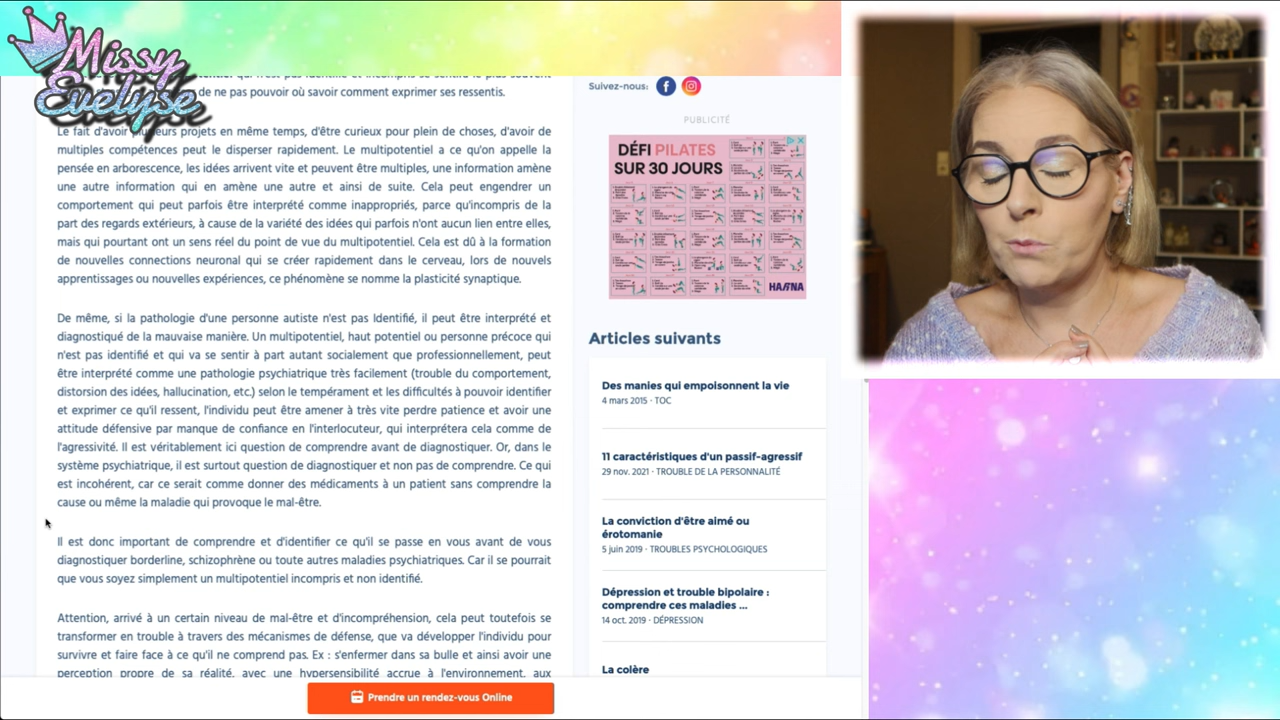 Missy
Evelyse
qui n'est pas identifié et incompris se sentira le plus souvent
de ne pas pouvoir où savoir comment exprimer ses ressentis.
Le fait d'avoir plusieurs projets en même temps, d'être curieux pour plein de choses, d'avoir de
multiples compétences peut le disperser rapidement. Le multipotentiel a ce qu'on appelle la
pensée en arborescence, les idées arrivent vite et peuvent être multiples, une information amène
une autre information qui en amène une autre et ainsi de suite. Cela peut engendrer un
comportement qui peut parfois être interprété comme inappropriés, parce qu'incompris de la
part des regards extérieurs, à cause de la variété des idées qui parfois n'ont aucun lien entre elles,
mais qui pourtant ont un sens réel du point de vue du multipotentiel. Cela est dû à la formation
de nouvelles connections neuronal qui se créer rapidement dans le cerveau, lors de nouvels
apprentissages ou nouvelles expériences, ce phénomène se nomme la plasticité synaptique.
De même, si la pathologie d'une personne autiste n'est pas Identifié, il peut être interprété et
diagnostiqué de la mauvaise manière. Un multipotentiel, haut potentiel ou personne précoce qui
n'est pas identifié et qui va se sentir à part autant socialement que professionnellement, peut
être interprété comme une pathologie psychiatrique très facilement (trouble du comportement,
distorsion des idées, hallucination, etc.) selon le tempérament et les difficultés à pouvoir identifier
et exprimer ce qu'il ressent, l'individu peut être amener à très vite perdre patience et avoir une
attitude défensive par manque de confiance en l'interlocuteur, qui interprétera cela comme de
l'agressivité. Il est véritablement ici question de comprendre avant de diagnostiquer. Or, dans le
système psychiatrique, il est surtout question de diagnostiquer et non pas de comprendre. Ce qui
est incohérent, car ce serait comme donner des médicaments à un patient sans comprendre la
cause ou même la maladie qui provoque le mal-être.
Il est donc important de comprendre et d'identifier ce qu'il se passe en vous avant de vous
diagnostiquer borderline, schizophrène ou toute autres maladies psychiatriques. Car il se pourrait
que vous soyez simplement un multipotentiel incompris et non identifié.
Attention, arrivé à un certain niveau de mal-être et d'incompréhension, cela peut toutefois se
transformer en trouble à travers des mécanismes de défense, que va développer l'individu pour
survivre et faire face à ce qu'il ne comprend pas. Ex : s'enfermer dans sa bulle et ainsi avoir une
perception propre de sa réalité, avec une hypersensibilité accrue à l'environnement, aux
Suivez-nous:
PUBLICITÉ
DÉFI PILATES
SUR 30 JOURS
HARNA
Articles suivants
Des manies qui empoisonnent la vie
4 mars 2015 · TOC
11 caractéristiques d'un passif-agressif
29 nov. 2021 · TROUBLE DE LA PERSONNALITÉ
La conviction d'être aimé ou
érotomanie
5 juin 2019 · TROUBLES PSYCHOLOGIQUES
Dépression et trouble bipolaire :
comprendre ces maladies ...
14 oct. 2019 · DÉPRESSION
La colère
Prendre un rendez-vous Online